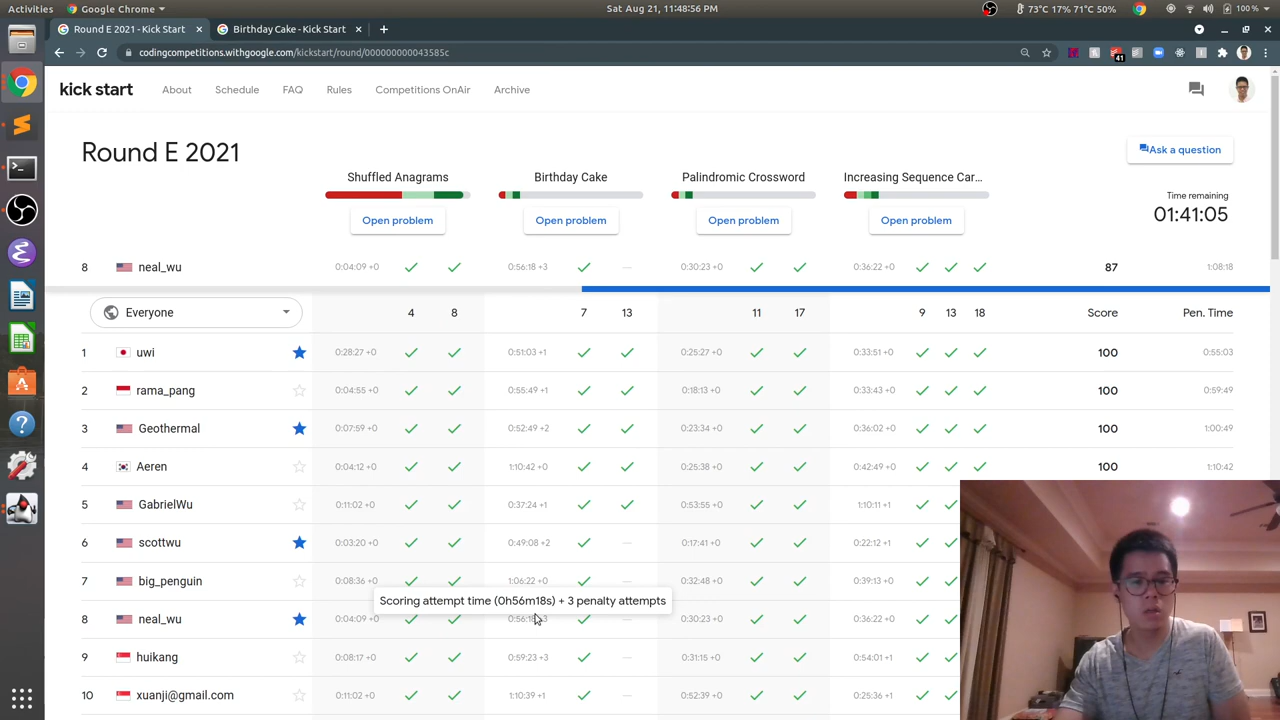 Activities Google Chrome Sat Aug 21, 11:48:56 PM 73°C 17% 71°C 50% 100 %
Round E 2021 - Kick Start × Birthday Cake - Kick Start × +
codingcompetitions.withgoogle.com/kickstart/round/000000000043585c 41
kick start About Schedule FAQ Rules Competitions OnAir Archive
Round E 2021 Ask a question
Shuffled Anagrams Birthday Cake Palindromic Crossword Increasing Sequence Car...
Time remaining
Open problem Open problem Open problem Open problem 01:41:05
8 neal_wu 0:04:09 +0 0:56:18 +3 — 0:30:23 +0 0:36:22 +0 87 1:08:18
Everyone 4 8 7 13 11 17 9 13 18 Score Pen. Time
1 uwi 0:28:27 +0 0:51:03 +1 0:25:27 +0 0:33:51 +0 100 0:55:03
2 rama_pang 0:04:55 +0 0:55:49 +1 0:18:13 +0 0:33:43 +0 100 0:59:49
3 Geothermal 0:07:59 +0 0:52:49 +2 0:23:34 +0 0:36:02 +0 100 1:00:49
4 Aeren 0:04:12 +0 1:10:42 +0 0:25:38 +0 0:42:49 +0 100 1:10:42
5 GabrielWu 0:11:02 +0 0:37:24 +1 0:53:55 +0 1:10:11 +1
6 scottwu 0:03:20 +0 0:49:08 +2 — 0:17:41 +0 0:22:12 +1
7 big_penguin 0:08:36 +0 1:06:22 +0 — 0:32:48 +0 0:39:13 +0
Scoring attempt time (0h56m18s) + 3 penalty attempts
8 neal_wu 0:04:09 +0 — 0:30:23 +0 0:36:22 +0
9 huikang 0:08:17 +0 0:59:23 +3 — 0:31:15 +0 0:54:01 +1
10 xuanji@gmail.com 0:11:02 +0 1:10:39 +1 — 0:52:39 +0 0:25:36 +1